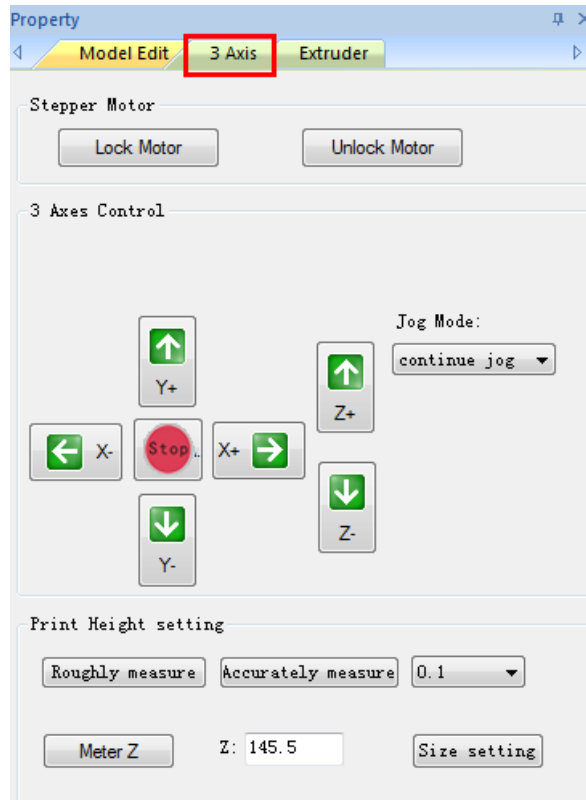 Property
Model Edit 3 Axis Extruder
Stepper Motor
Lock Motor Unlock Motor
3 Axes Control
Jog Mode:
continue jog
Y+
Z+
X- Stop.. X+
Z-
Y-
Print Height setting
Roughly measure Accurately measure 0.1
Meter Z Z: 145.5 Size setting